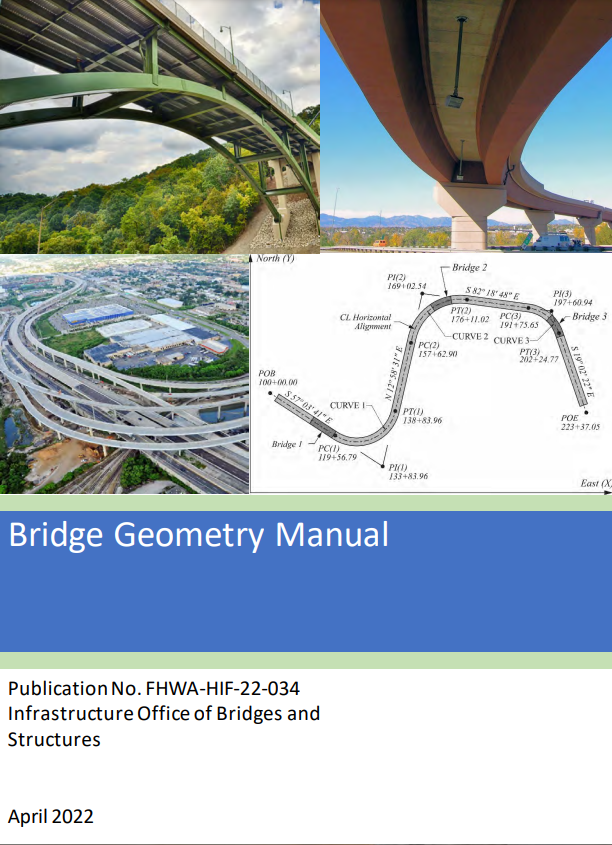 North (Y)
Bridge 2
PI(2)
169+02.54
S 82° 18' 48" E
PI(3)
197+60.94
CL Horizontal
Alignment
PT(2)
176+11.02
PC(3)
191+75.65
Bridge 3
CURVE 2
CURVE 3
PC(2)
157+62.90
PT(3)
202+24.77
N 12° 58' 31" E
S 19° 02' 22" E
POB
100+00.00
S 57° 03' 41" E
CURVE 1
PT(1)
138+83.96
POE
223+37.05
Bridge 1
PC(1)
119+56.79
PI(1)
133+83.96
East (X)
Bridge Geometry Manual
Publication No. FHWA-HIF-22-034
Infrastructure Office of Bridges and
Structures
April 2022